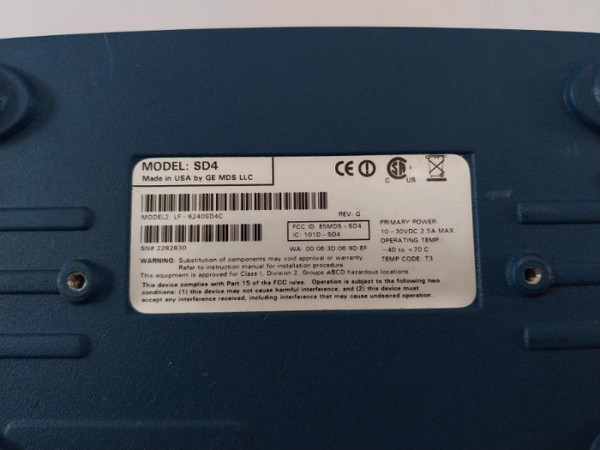 MODEL: SD4
Made in USA by GE MDS LLC
CE
C US
MODEL2: LF-6240SD4C
REV: G
SN# 2282830
FCC ID: E5MDS-SD4
IC: 101D-SD4
WA: 00 06 3D 06 9D EF
PRIMARY POWER:
10-30VDC 2.5A MAX.
OPERATING TEMP:
-40 to +70 C
TEMP CODE: T3
WARNING: Substitution of components may void warranty or approval.
Refer to instruction manual for installation procedure.
This equipment is approved for Class I, Division 2, Groups ABCD hazardous locations.
This device complies with Part 15 of the FCC rules. Operation is subject to the following two
conditions: (1) this device may not cause harmful interference, and (2) this device must
accept any interference received, including interference that may cause undesired operation.